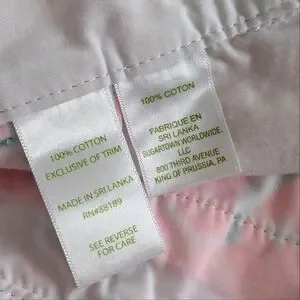 100% COTTON
EXCLUSIVE OF TRIM
MADE IN SRI LANKA
RN#88189
SEE REVERSE
FOR CARE
100% COTON
FABRIQUE EN
SRI LANKA
SUGARTOWN WORLDWIDE,
LLC
800 THIRD AVENUE
KING OF PRUSSIA, PA